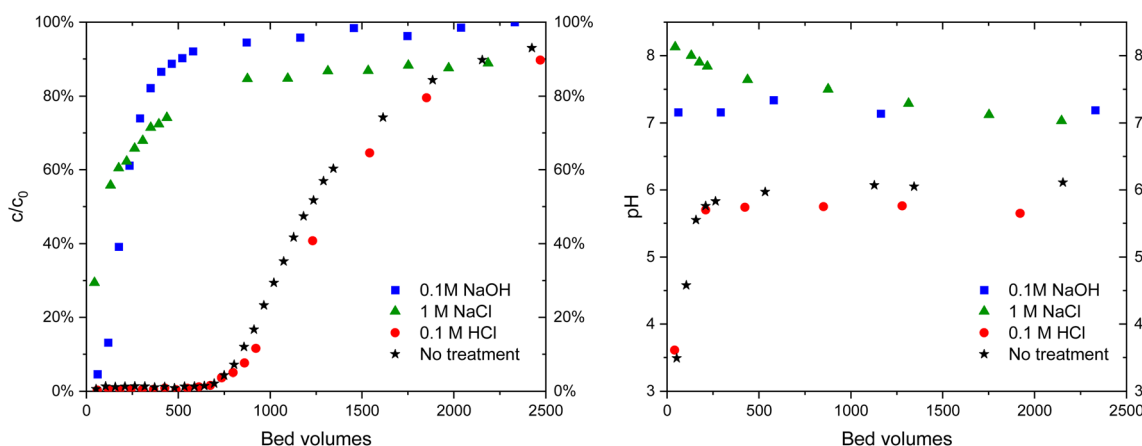 100%
80%
60%
40%
20%
0%
c/c0
100%
80%
60%
40%
20%
0%
0.1M NaOH
1 M NaCl
0.1 M HCl
No treatment
0 500 1000 1500 2000 2500
Bed volumes
8
7
6
5
4
3
pH
8
7
6
5
4
3
0.1M NaOH
1 M NaCl
0.1 M HCl
No treatment
0 500 1000 1500 2000 2500
Bed volumes